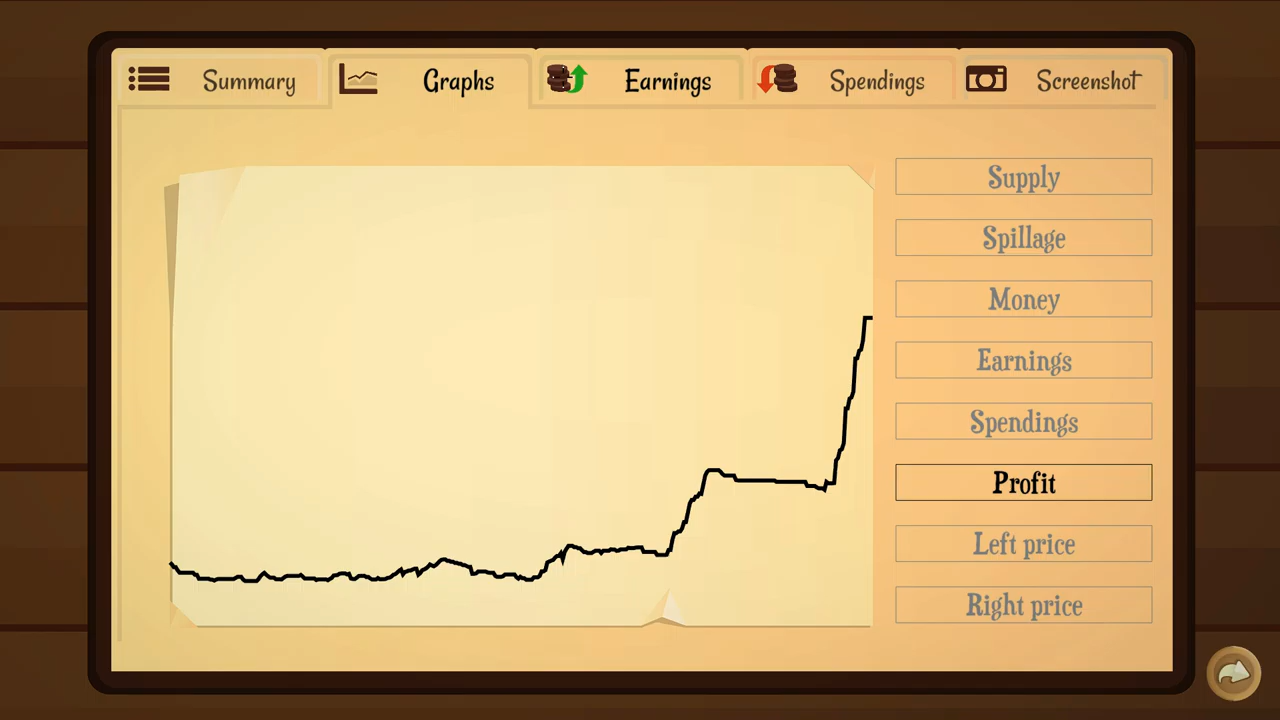 Summary
Graphs
Earnings
Spendings
Screenshot
Supply
Spillage
Money
Earnings
Spendings
Profit
Left price
Right price